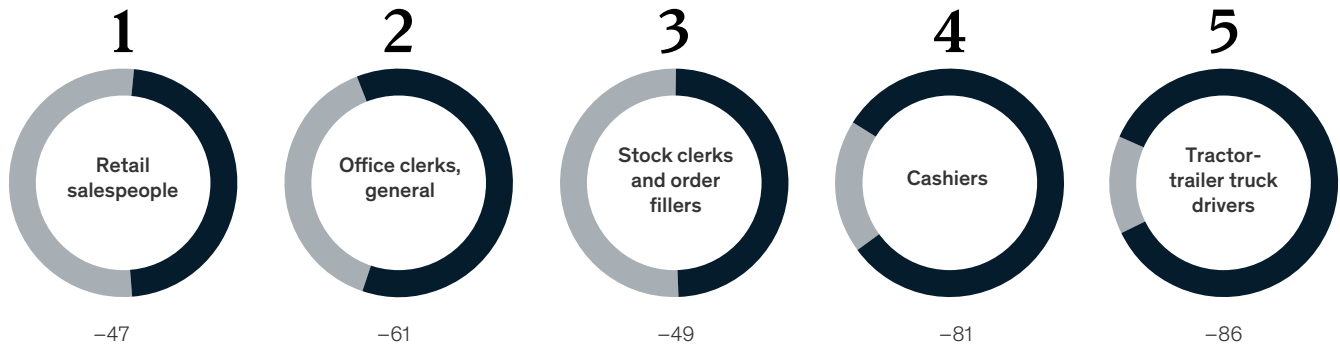 1
2
3
4
5
Retail
salespeople
Office clerks,
general
Stock clerks
and order
fillers
Cashiers
Tractor-
trailer truck
drivers
–47
–61
–49
–81
–86